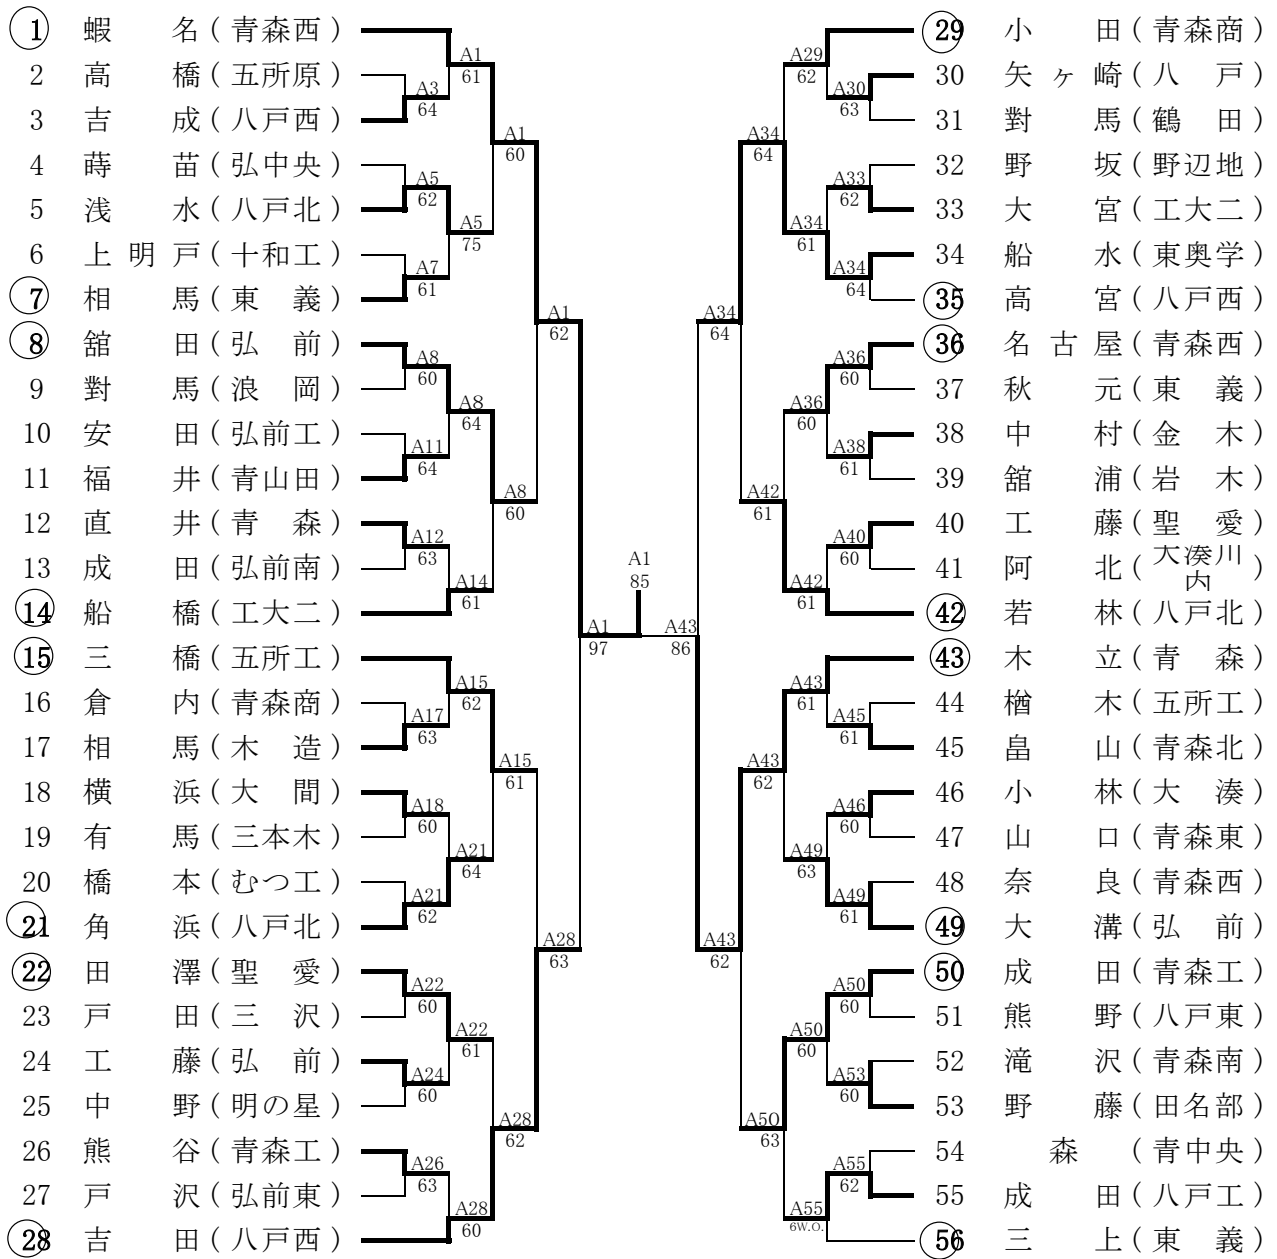 1 蝦名(青森西)
2 高橋(五所原)
3 吉成(八戸西)
4 蒔苗(弘中央)
5 浅水(八戸北)
6 上明戸(十和工)
7 相馬(東義)
8 舘田(弘前)
9 對馬(浪岡)
10 安田(弘前工)
11 福井(青山田)
12 直井(青森)
13 成田(弘前南)
14 船橋(工大二)
15 三橋(五所工)
16 倉内(青森商)
17 相馬(木造)
18 横浜(大間)
19 有馬(三本木)
20 橋本(むつ工)
21 角浜(八戸北)
22 田澤(聖愛)
23 戸田(三沢)
24 工藤(弘前)
25 中野(明の星)
26 熊谷(青森工)
27 戸沢(弘前東)
28 吉田(八戸西)
A3
64
A5
62
A7
61
A8
60
A11
64
A12
63
A17
63
A18
60
A21
62
A22
60
A24
60
A26
63
A1
61
A5
75
A8
64
A14
61
A15
62
A21
64
A22
61
A28
60
A1
60
A8
60
A15
61
A28
62
A1
62
A28
63
A1
97
A1
85
A43
86
A34
64
A43
62
A34
64
A42
61
A43
62
A50
63
A29
62
A34
61
A36
60
A42
61
A43
61
A49
63
A50
60
A55
6W.O.
A30
63
A33
62
A34
64
A36
60
A38
61
A40
60
A45
61
A46
60
A49
61
A50
60
A53
60
A55
62
29 小田(青森商)
30 矢ヶ崎(八戸)
31 對馬(鶴田)
32 野坂(野辺地)
33 大宮(工大二)
34 船水(東奥学)
35 高宮(八戸西)
36 名古屋(青森西)
37 秋元(東義)
38 中村(金木)
39 舘浦(岩木)
40 工藤(聖愛)
41 阿北(大湊川内
42 若林(八戸北)
43 木立(青森)
44 楢木(五所工)
45 畠山(青森北)
46 小林(大湊)
47 山口(青森東)
48 奈良(青森西)
49 大溝(弘前)
50 成田(青森工)
51 熊野(八戸東)
52 滝沢(青森南)
53 野藤(田名部)
54 森(青中央)
55 成田(八戸工)
56 三上(東義)